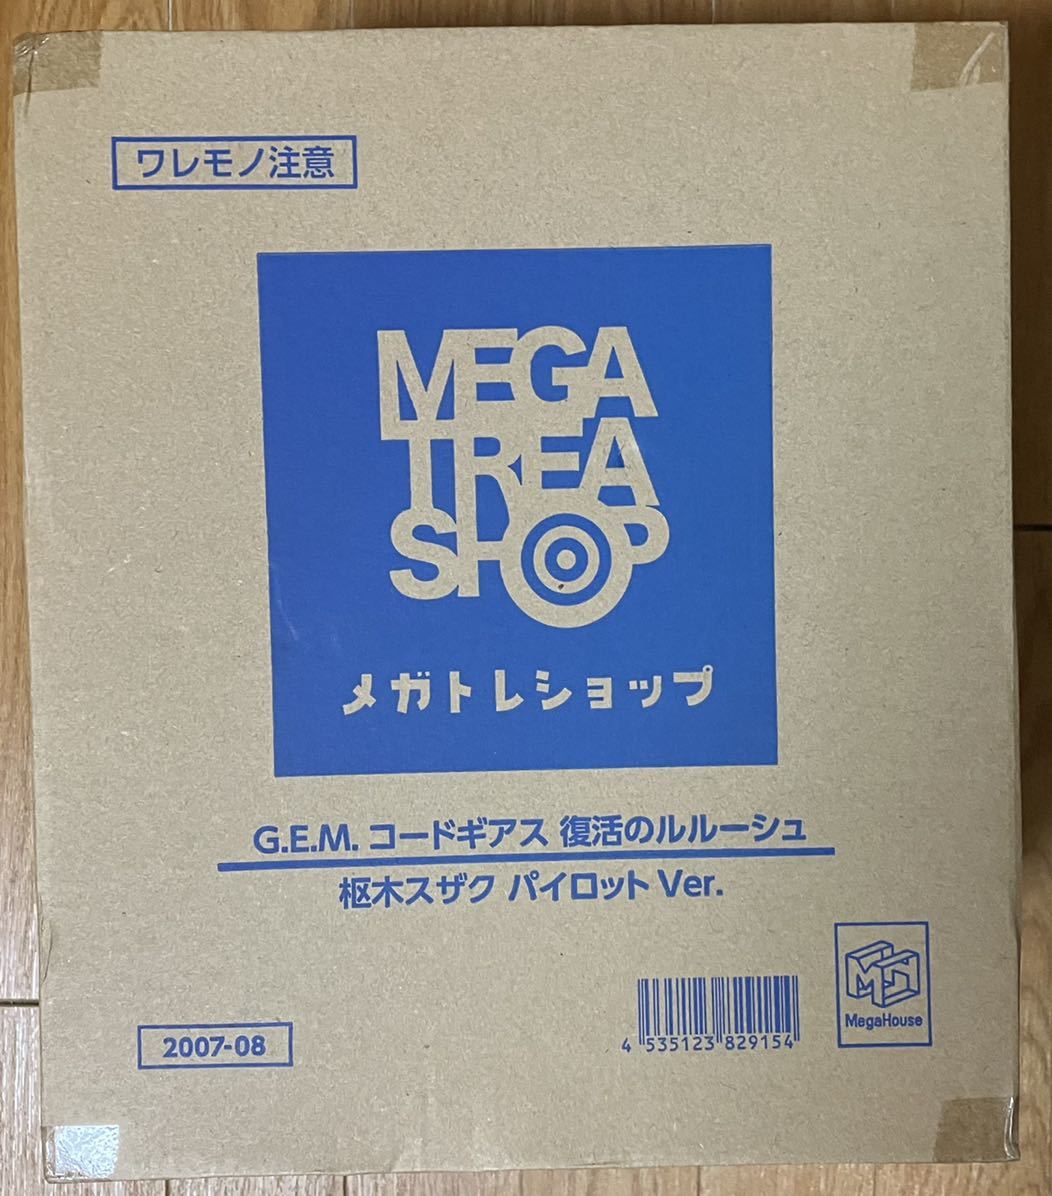 ワレモノ注意
MEGA
TREA
SHOP
メガトレショップ
G.E.M. コードギアス 復活のルルーシュ
枢木スザク パイロット Ver.
MegaHouse
2007-08
4 535123 829154